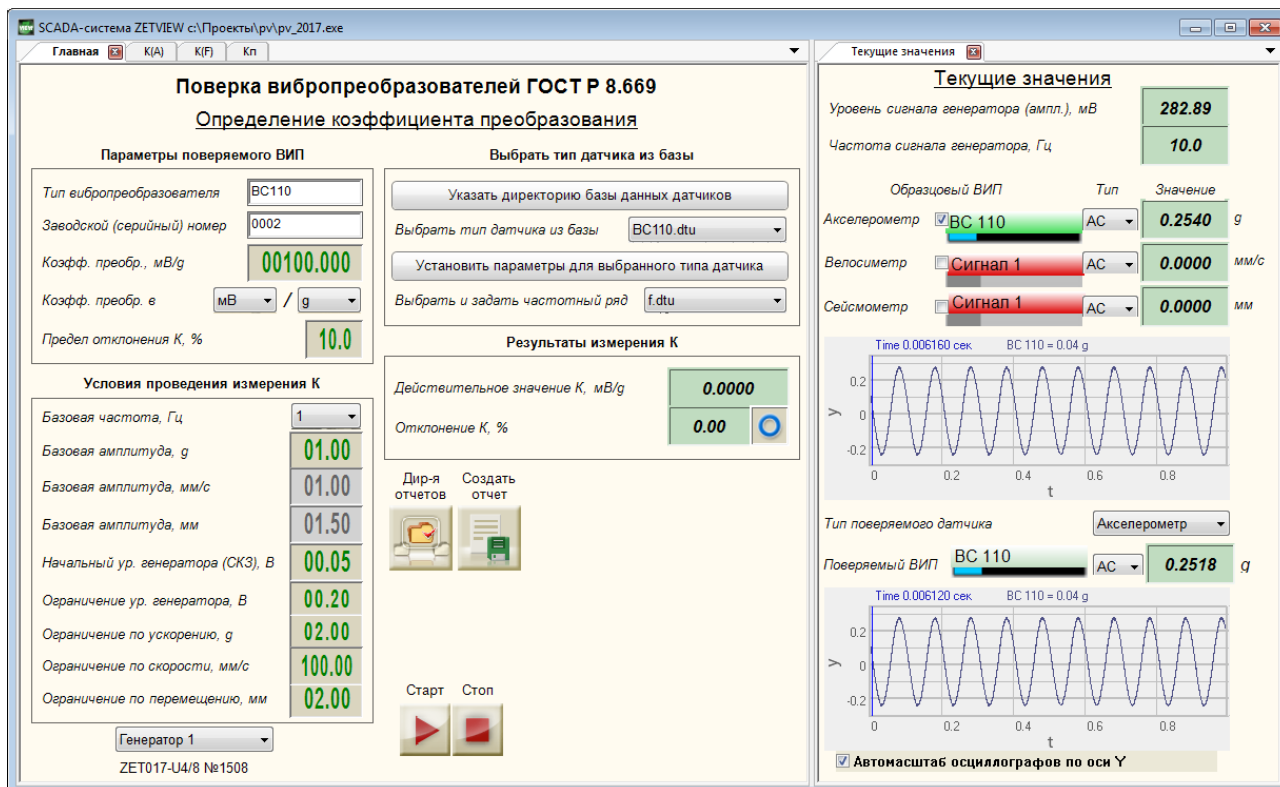 SCADA-система ZETVIEW с:\Проекты\pv\pv_2017.exe
Главная K(A) K(F) Кп
Поверка вибропреобразователей ГОСТ Р 8.669
Определение коэффициента преобразования
Параметры поверяемого ВИП
Тип вибропреобразователя BC110
Заводской (серийный) номер 0002
Коэфф. преобр., мВ/g 00100.000
Коэфф. преобр. в мВ / g
Предел отклонения К, % 10.0
Условия проведения измерения К
Базовая частота, Гц 1
Базовая амплитуда, g 01.00
Базовая амплитуда, мм/с 01.00
Базовая амплитуда, мм 01.50
Начальный ур. генератора (СКЗ), В 00.05
Ограничение ур. генератора, В 00.20
Ограничение по ускорению, g 02.00
Ограничение по скорости, мм/с 100.00
Ограничение по перемещению, мм 02.00
Генератор 1
ZET017-U4/8 №1508
Выбрать тип датчика из базы
Указать директорию базы данных датчиков
Выбрать тип датчика из базы BC110.dtu
Установить параметры для выбранного типа датчика
Выбрать и задать частотный ряд f.dtu
Результаты измерения К
Действительное значение К, мВ/g 0.0000
Отклонение К, % 0.00
Дир-я отчетов
Создать отчет
Старт Стоп
Текущие значения
Текущие значения
Уровень сигнала генератора (ампл.), мВ 282.89
Частота сигнала генератора, Гц 10.0
Образцовый ВИП Тип Значение
Акселерометр BC 110 AC 0.2540 g
Велосиметр Сигнал 1 AC 0.0000 мм/с
Сейсмометр Сигнал 1 AC 0.0000 мм
Time 0.006160 сек BC 110 = 0.04 g
0.2
y 0
-0.2
0 0.2 0.4 0.6 0.8
t
Тип поверяемого датчика Акселерометр
Поверяемый ВИП BC 110 AC 0.2518 g
Time 0.006120 сек BC 110 = 0.04 g
0.2
y 0
-0.2
0 0.2 0.4 0.6 0.8
t
Автомасштаб осциллографов по оси Y